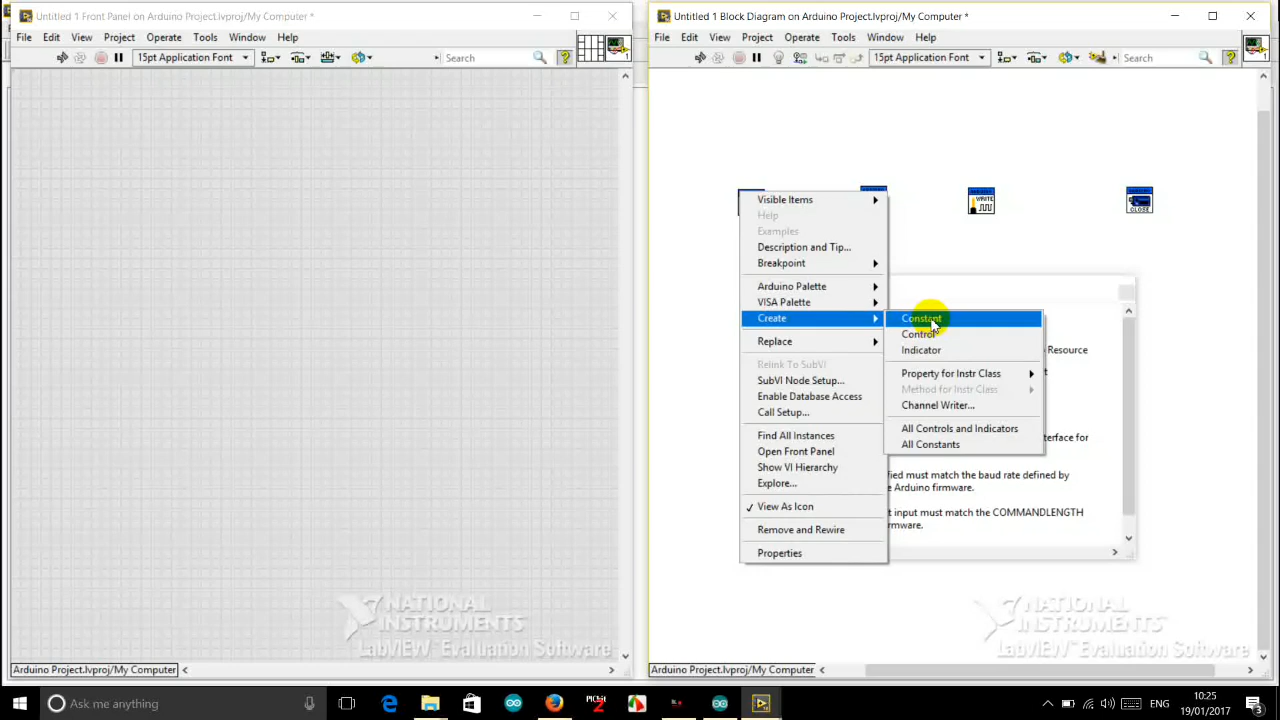 Untitled 1 Front Panel on Arduino Project.lvproj/My Computer *
File Edit View Project Operate Tools Window Help
15pt Application Font
Search
Arduino Project.lvproj/My Computer
NATIONAL
INSTRUMENTS
LabVIEW Evaluation Software
Untitled 1 Block Diagram on Arduino Project.lvproj/My Computer *
File Edit View Project Operate Tools Window Help
15pt Application Font
Search
WRITE
CLOSE
Visible Items
Help
Examples
Description and Tip...
Breakpoint
Arduino Palette
VISA Palette
Create
Replace
Relink To SubVI
SubVI Node Setup...
Enable Database Access
Call Setup...
Find All Instances
Open Front Panel
Show VI Hierarchy
Explore...
View As Icon
Remove and Rewire
Properties
Constant
Control
Indicator
Property for Instr Class
Method for Instr Class
Channel Writer...
All Controls and Indicators
All Constants
Resource
terface for
fied must match the baud rate defined by
e Arduino firmware.
t input must match the COMMANDLENGTH
rmware.
NATIONAL
INSTRUMENTS
LabVIEW Evaluation Software
Arduino Project.lvproj/My Computer
Ask me anything
ENG
10:25
19/01/2017
3